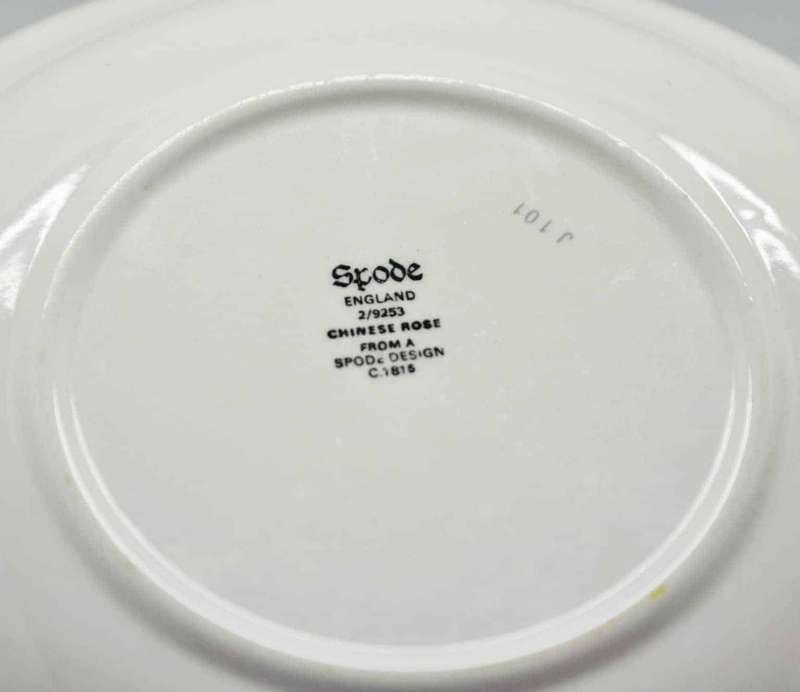 Spode
ENGLAND
2/9253
CHINESE ROSE
FROM A
SPODE DESIGN
C.1815
J101